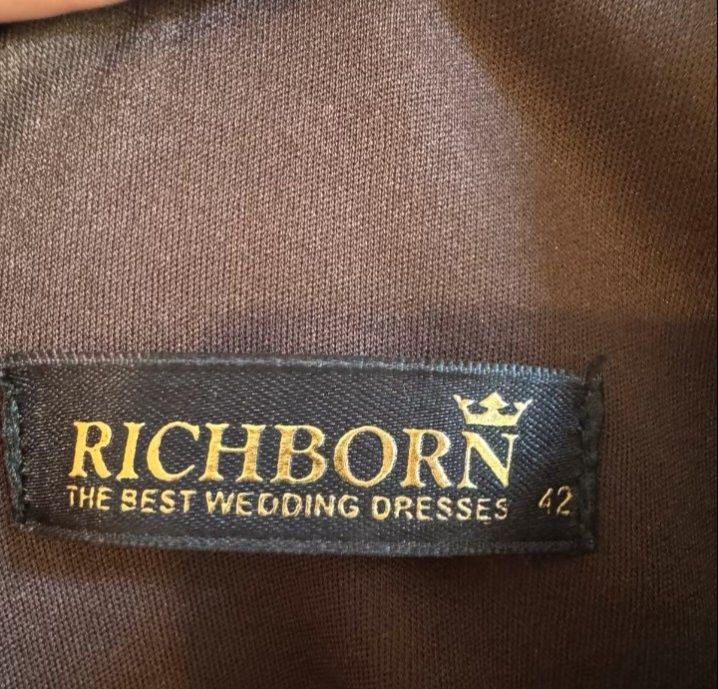 RICHBORN
THE BEST WEDDING DRESSES 42